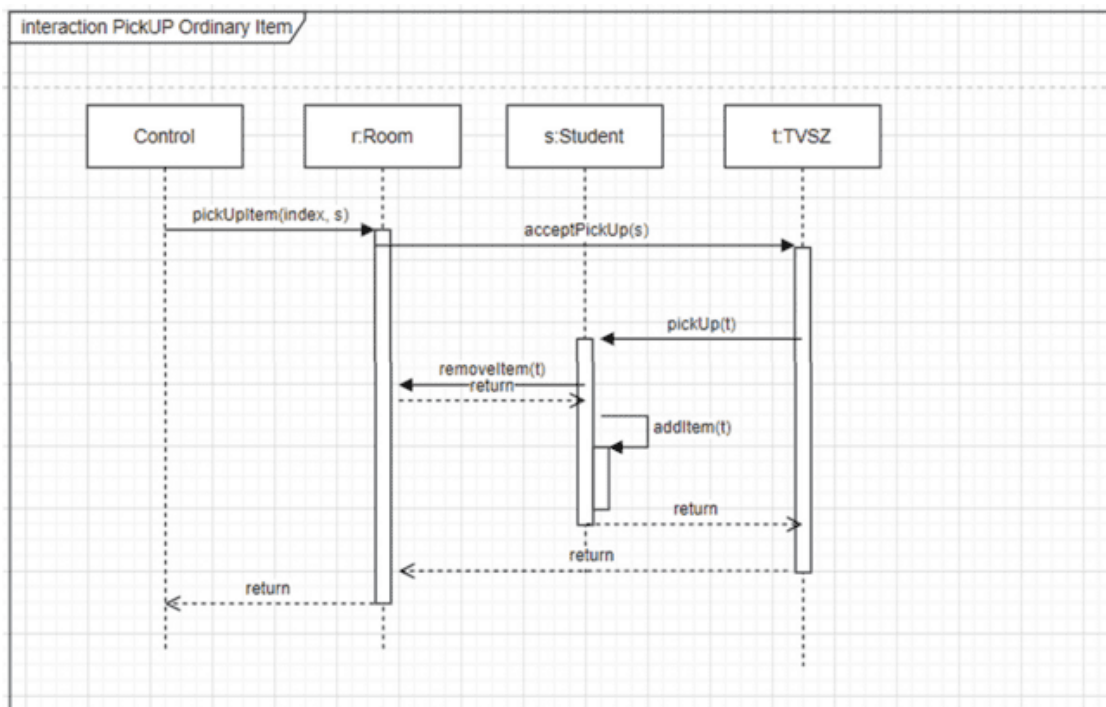 interaction PickUP Ordinary Item
Control
r:Room
s:Student
t:TVSZ
pickUpItem(index, s)
acceptPickUp(s)
pickUp(t)
removeItem(t)
return
addItem(t)
return
return
return